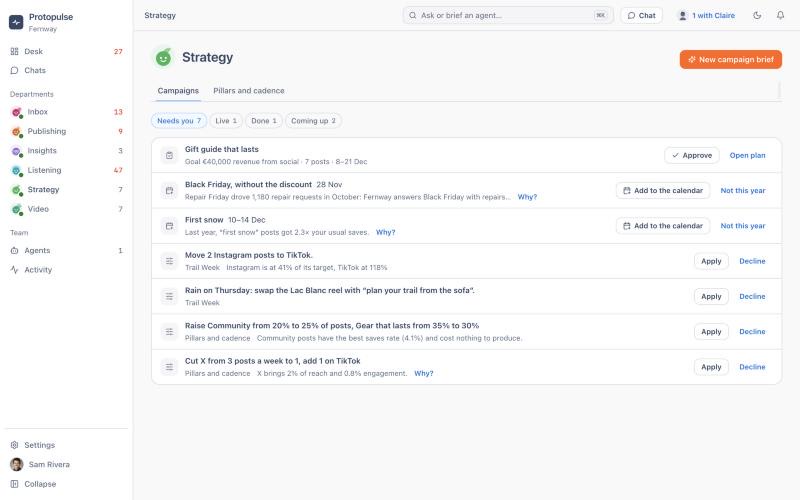 Protopulse
Fernway
Desk 27
Chats
Departments
Inbox 13
Publishing 9
Insights 3
Listening 47
Strategy 7
Video 7
Team
Agents 1
Activity
Settings
Sam Rivera
Collapse
Strategy
Ask or brief an agent... ⌘K
Chat
1 with Claire
Strategy
New campaign brief
Campaigns
Pillars and cadence
Needs you 7
Live 1
Done 1
Coming up 2
Gift guide that lasts
Goal €40,000 revenue from social · 7 posts · 8–21 Dec
Approve
Open plan
Black Friday, without the discount 28 Nov
Repair Friday drove 1,180 repair requests in October: Fernway answers Black Friday with repairs... Why?
Add to the calendar
Not this year
First snow 10–14 Dec
Last year, "first snow" posts got 2.3× your usual saves. Why?
Add to the calendar
Not this year
Move 2 Instagram posts to TikTok.
Trail Week Instagram is at 41% of its target, TikTok at 118%
Apply
Decline
Rain on Thursday: swap the Lac Blanc reel with “plan your trail from the sofa”.
Trail Week
Apply
Decline
Raise Community from 20% to 25% of posts, Gear that lasts from 35% to 30%
Pillars and cadence Community posts have the best saves rate (4.1%) and cost nothing to produce.
Apply
Decline
Cut X from 3 posts a week to 1, add 1 on TikTok
Pillars and cadence X brings 2% of reach and 0.8% engagement. Why?
Apply
Decline